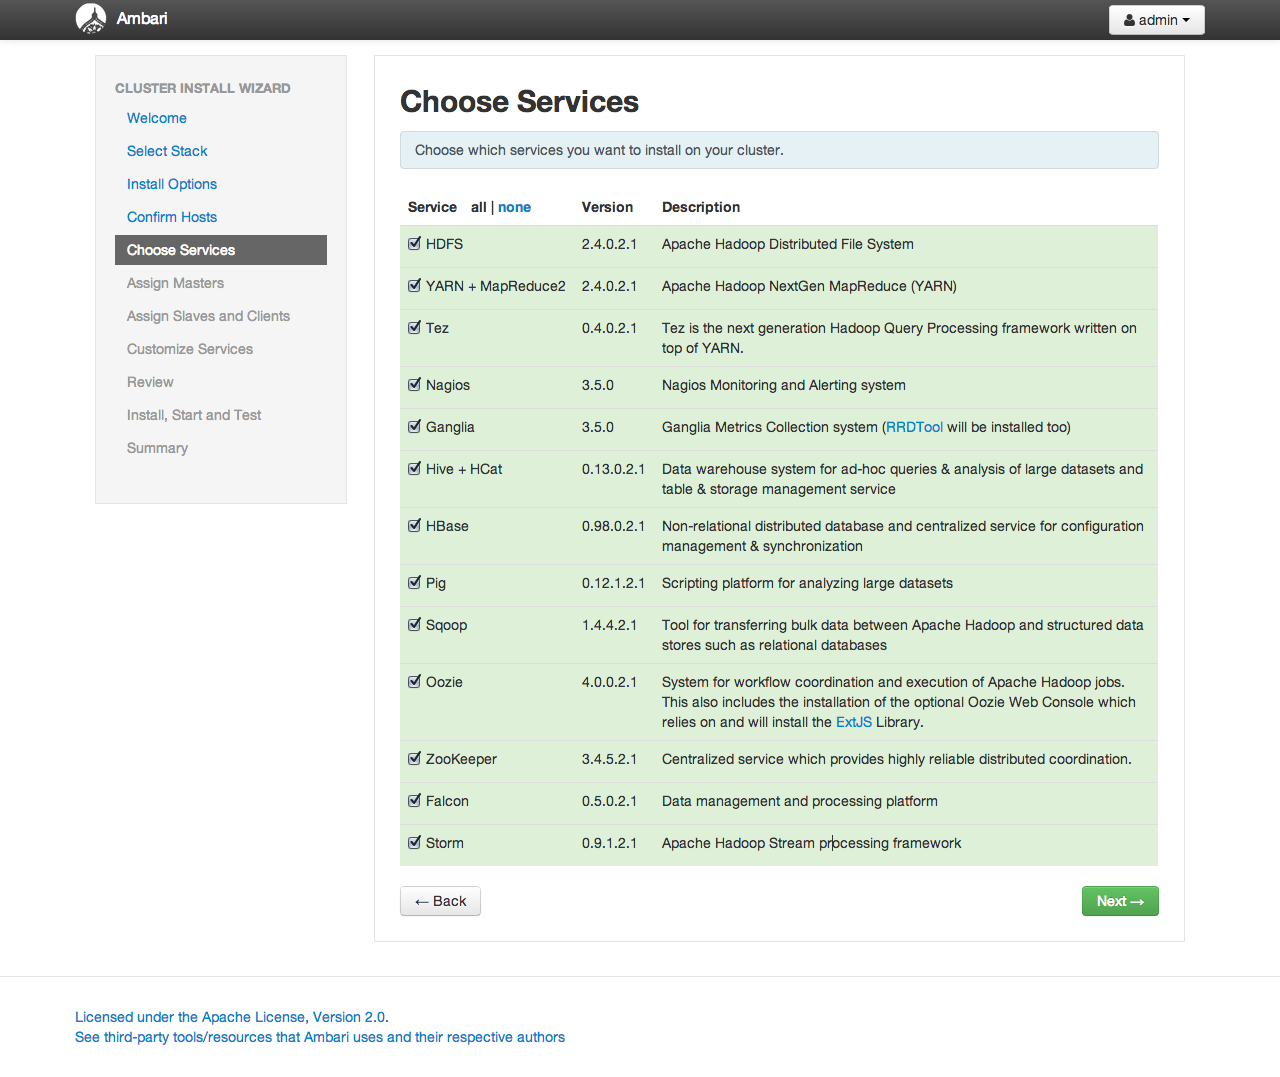 Ambari
admin
CLUSTER INSTALL WIZARD
Welcome
Select Stack
Install Options
Confirm Hosts
Choose Services
Assign Masters
Assign Slaves and Clients
Customize Services
Review
Install, Start and Test
Summary
Choose Services
Choose which services you want to install on your cluster.
Service all | none Version Description
HDFS 2.4.0.2.1 Apache Hadoop Distributed File System
YARN + MapReduce2 2.4.0.2.1 Apache Hadoop NextGen MapReduce (YARN)
Tez 0.4.0.2.1 Tez is the next generation Hadoop Query Processing framework written on
top of YARN.
Nagios 3.5.0 Nagios Monitoring and Alerting system
Ganglia 3.5.0 Ganglia Metrics Collection system (RRDTool will be installed too)
Hive + HCat 0.13.0.2.1 Data warehouse system for ad-hoc queries & analysis of large datasets and
table & storage management service
HBase 0.98.0.2.1 Non-relational distributed database and centralized service for configuration
management & synchronization
Pig 0.12.1.2.1 Scripting platform for analyzing large datasets
Sqoop 1.4.4.2.1 Tool for transferring bulk data between Apache Hadoop and structured data
stores such as relational databases
Oozie 4.0.0.2.1 System for workflow coordination and execution of Apache Hadoop jobs.
This also includes the installation of the optional Oozie Web Console which
relies on and will install the ExtJS Library.
ZooKeeper 3.4.5.2.1 Centralized service which provides highly reliable distributed coordination.
Falcon 0.5.0.2.1 Data management and processing platform
Storm 0.9.1.2.1 Apache Hadoop Stream processing framework
← Back
Next →
Licensed under the Apache License, Version 2.0.
See third-party tools/resources that Ambari uses and their respective authors